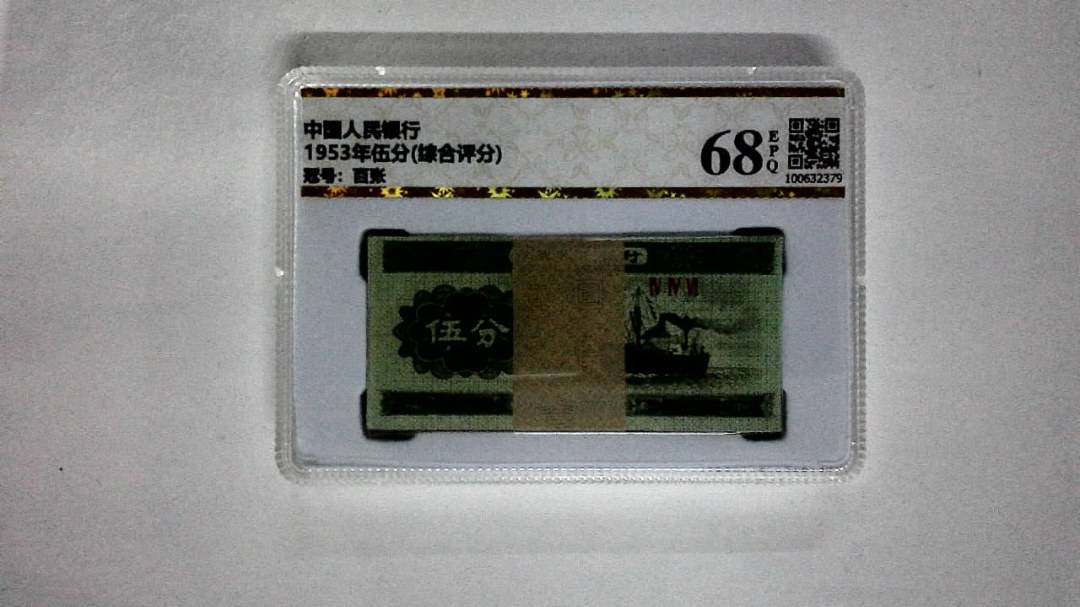 中国人民银行
1953年伍分(综合评分)
冠号：百张
68
EPQ
100632379
伍分
ⅣⅣⅥ